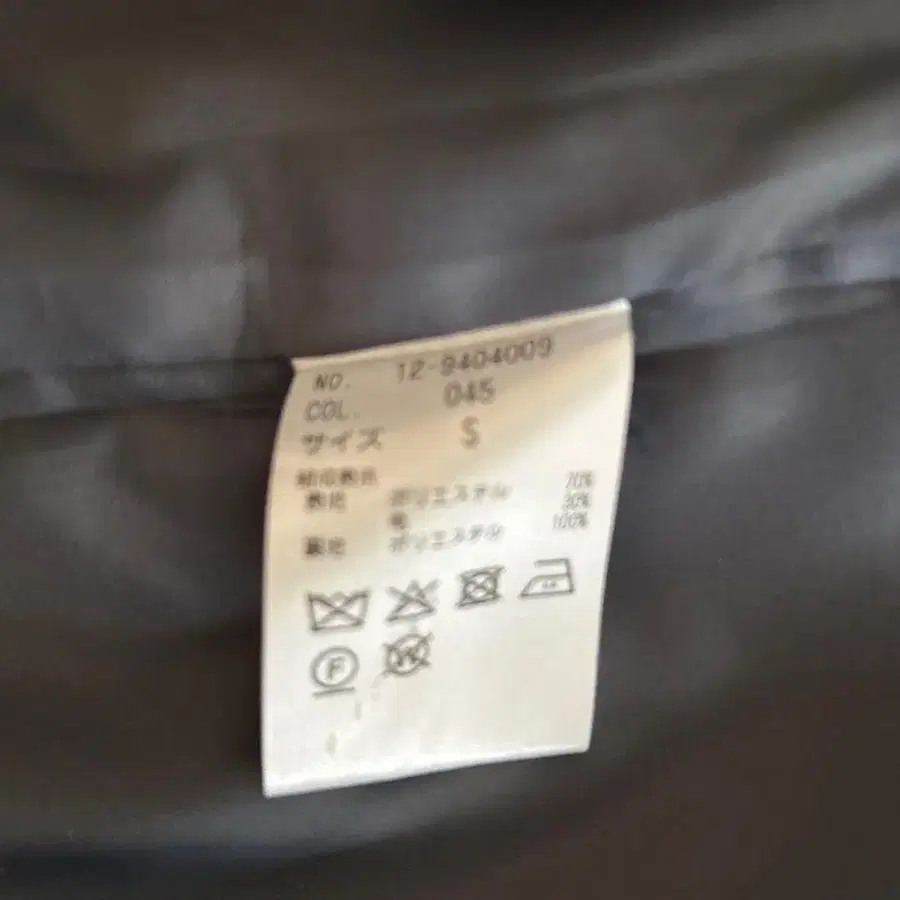 NO. 12-9404009
COL. 045
サイズ S
組成表示
表地 ポリエステル 70%
毛 30%
裏地 ポリエステル 100%
F
W